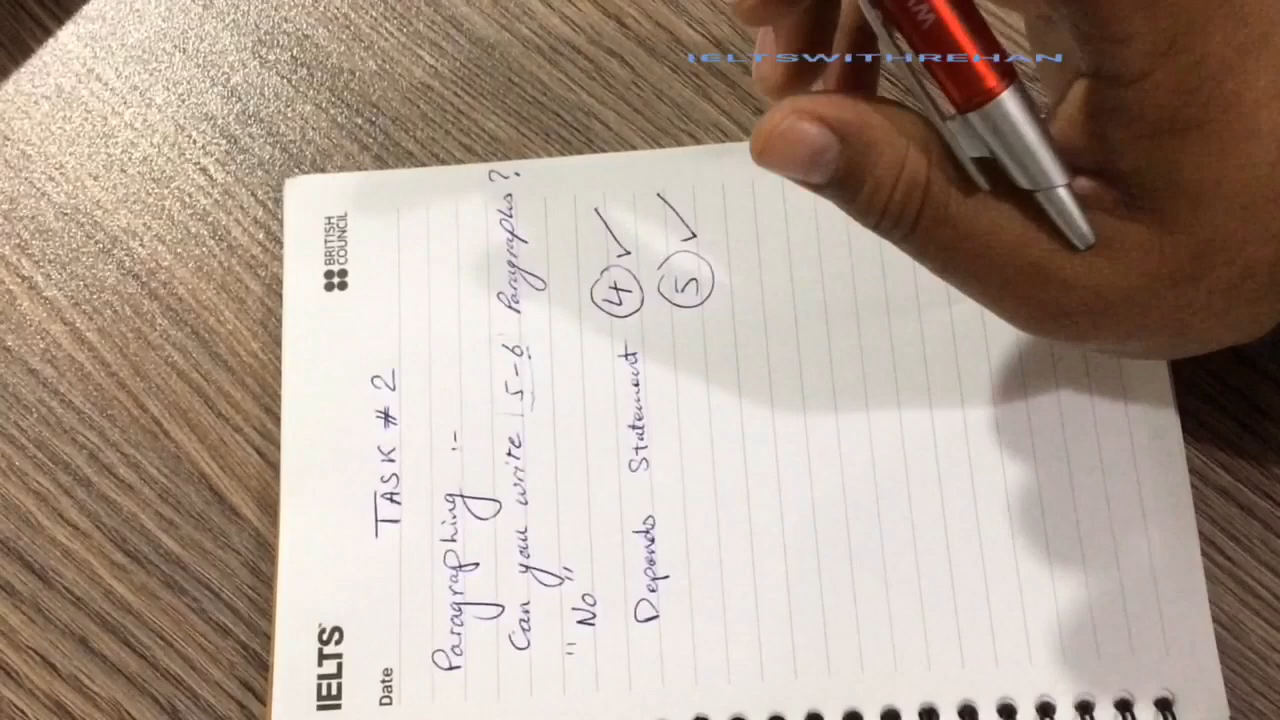 IELTSWITHREHAN
IELTS
BRITISH
COUNCIL
Date
TASK # 2
Paragraphing :-
Can you write 5-6 Paragraphs?
"No"
4 ✓
Depends Statement
5 ✓